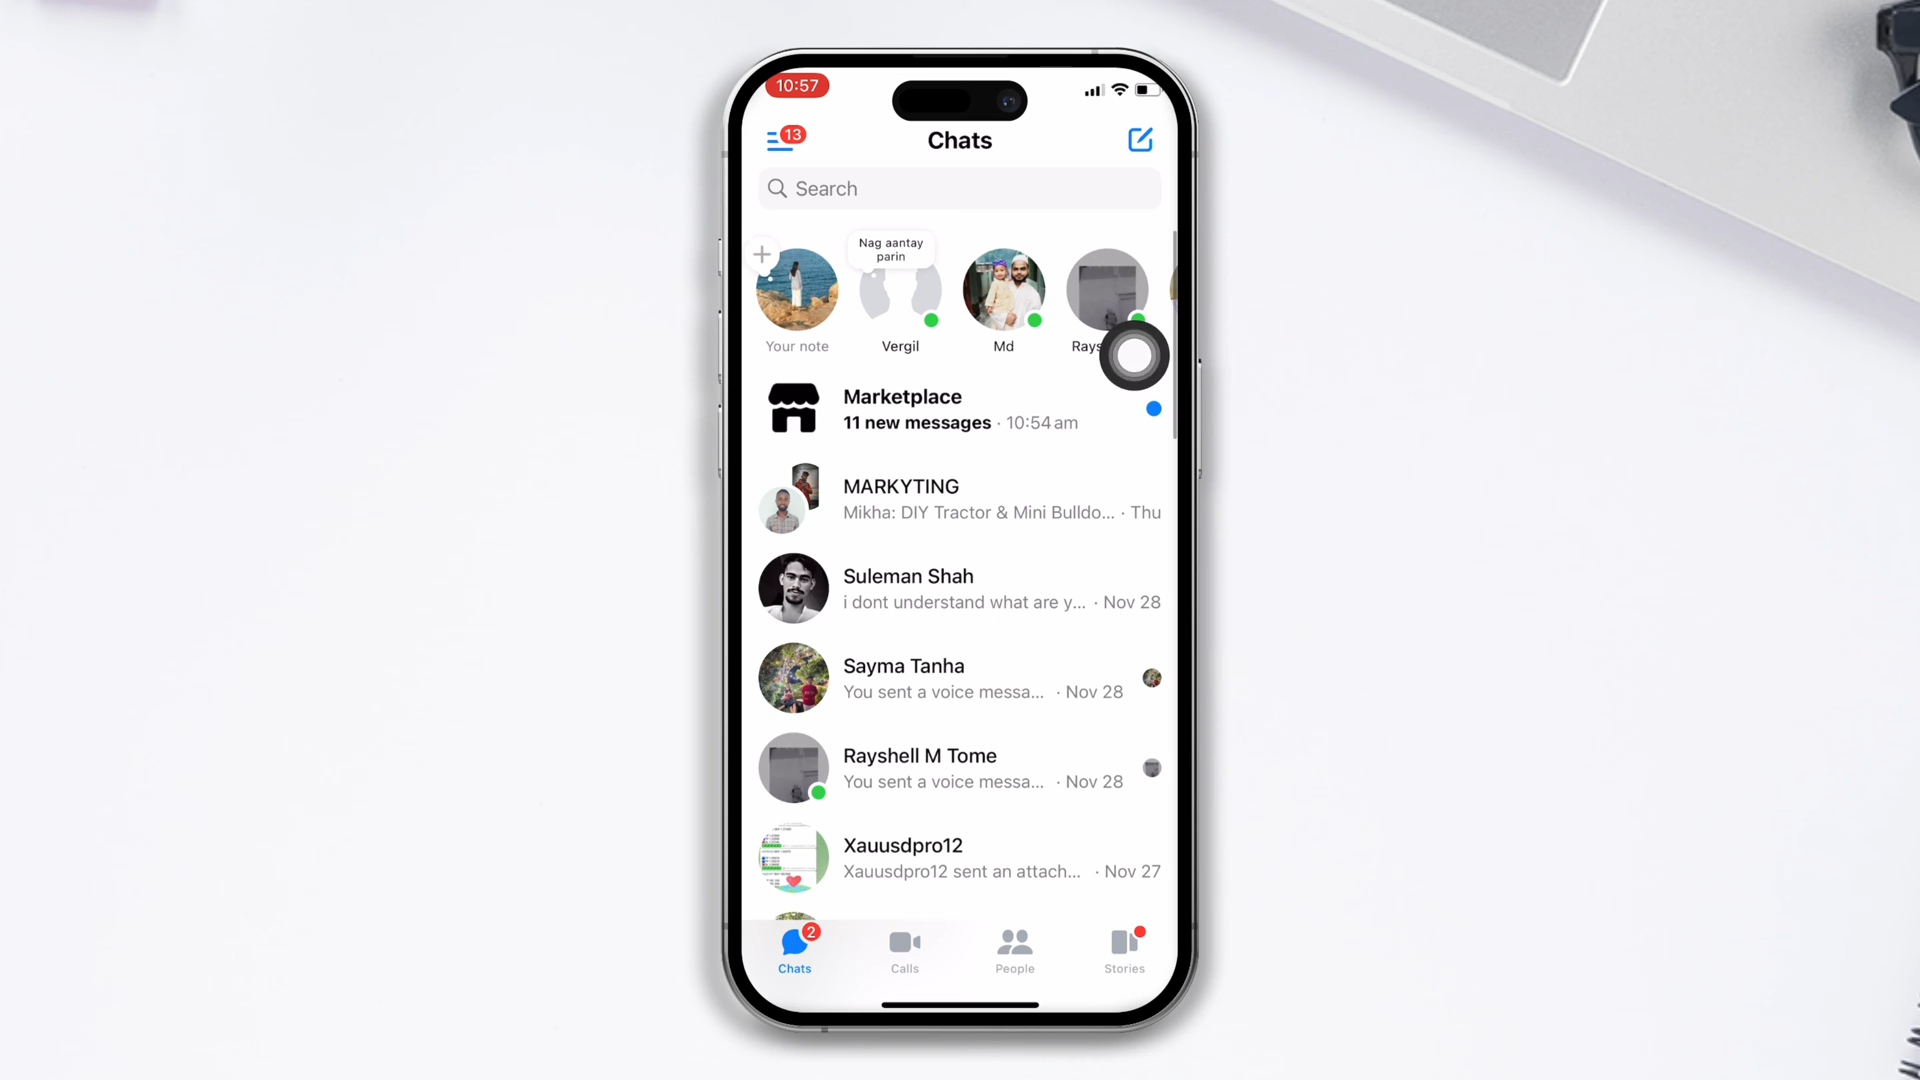 10:57
13
Chats
Search
Nag aantay
parin
Your note
Vergil
Md
Rays
Marketplace
11 new messages · 10:54 am
MARKYTING
Mikha: DIY Tractor & Mini Bulldo... · Thu
Suleman Shah
i dont understand what are y... · Nov 28
Sayma Tanha
You sent a voice messa... · Nov 28
Rayshell M Tome
You sent a voice messa... · Nov 28
Xauusdpro12
Xauusdpro12 sent an attach... · Nov 27
2
Chats
Calls
People
Stories